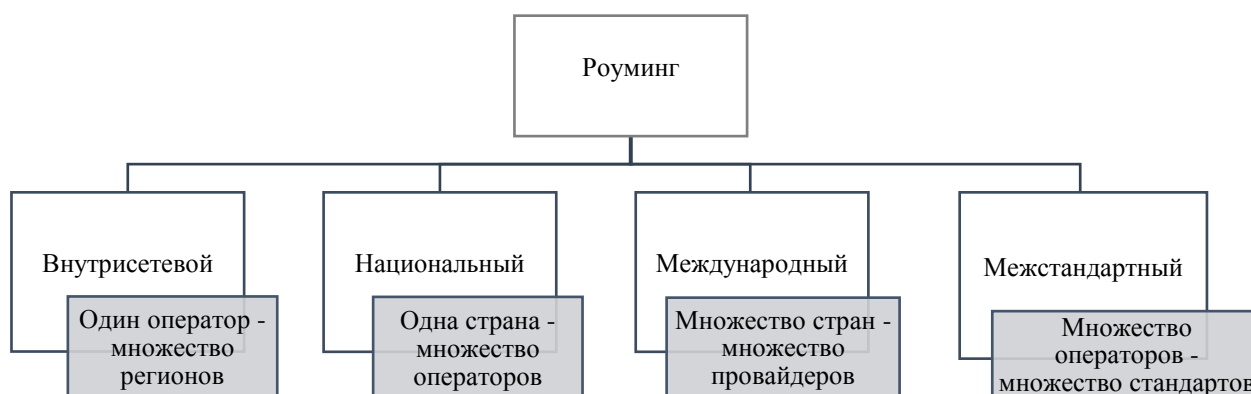 Роуминг
Внутрисетевой
Один оператор -
множество
регионов
Национальный
Одна страна -
множество
операторов
Международный
Множество стран -
множество
провайдеров
Межстандартный
Множество
операторов -
множество стандартов